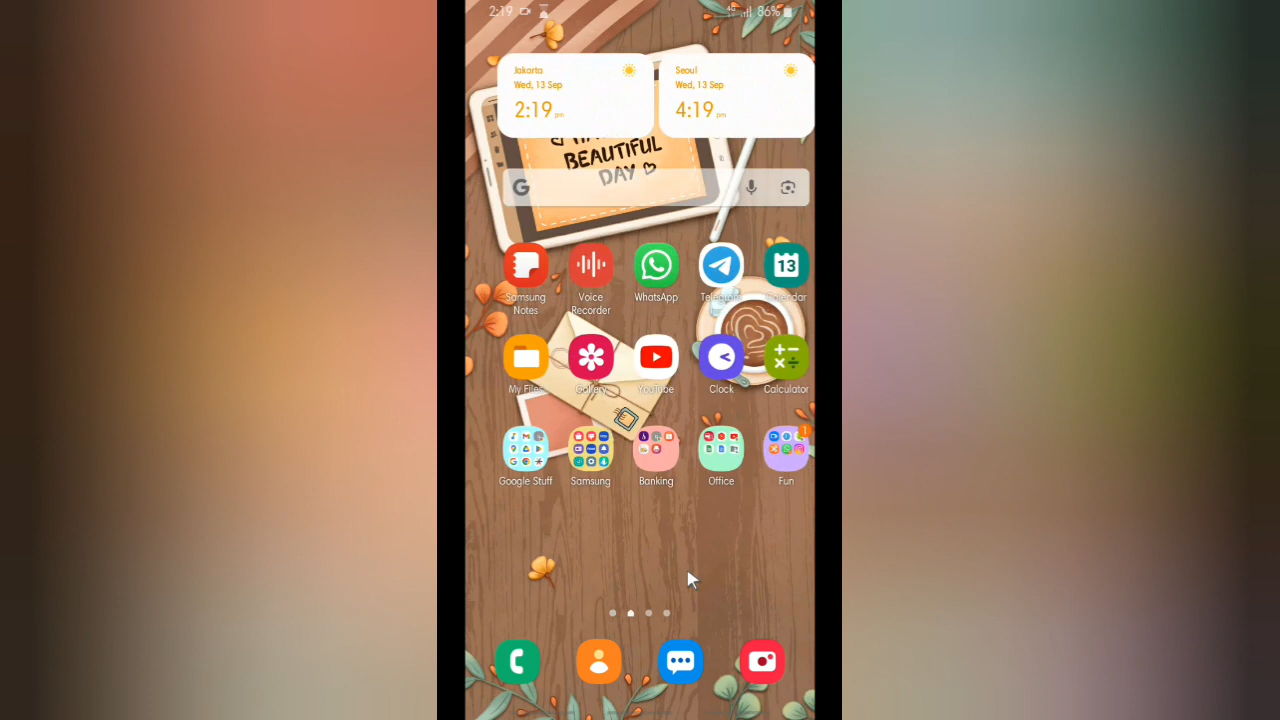 2:19 86%
Jakarta
Wed, 13 Sep
2:19 pm
Seoul
Wed, 13 Sep
4:19 pm
BEAUTIFUL
DAY
G
Samsung Notes
Voice Recorder
WhatsApp
Telegram
Calendar
13
My Files
Gallery
YouTube
Clock
Calculator
Google Stuff
Samsung
Banking
Office
Fun
1